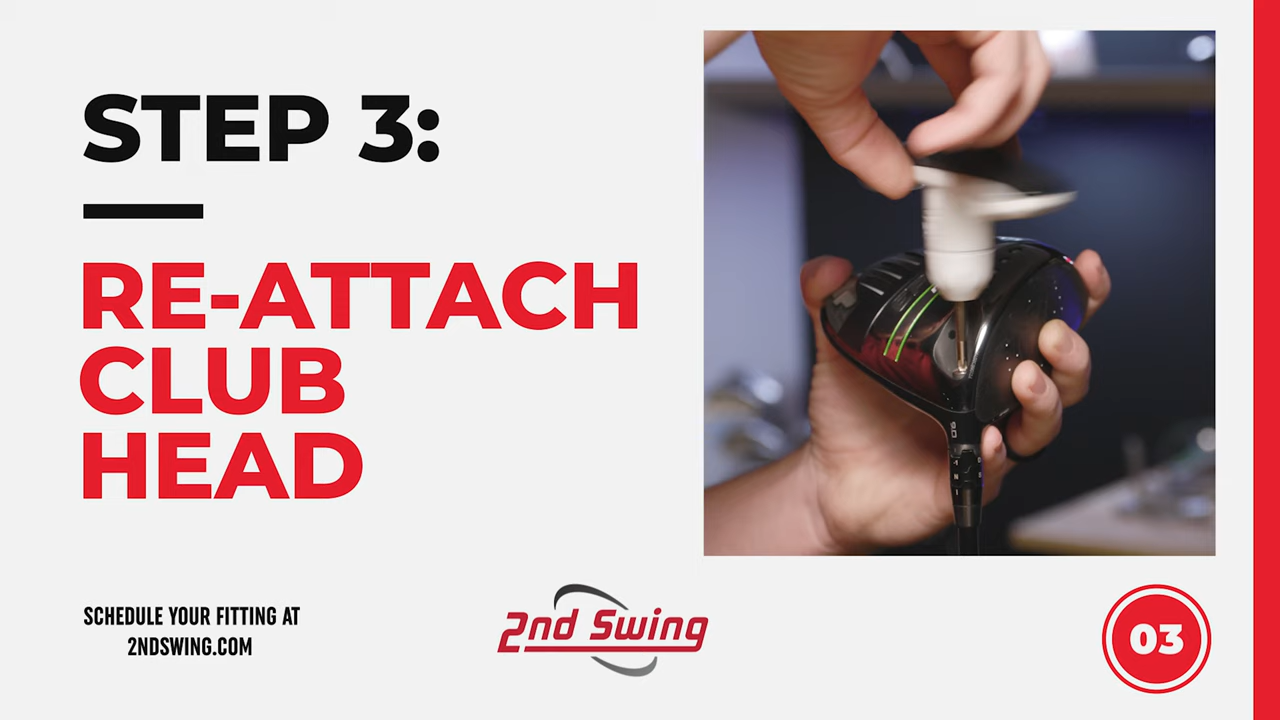 STEP 3:
RE-ATTACH
CLUB
HEAD
SCHEDULE YOUR FITTING AT
2NDSWING.COM
2nd Swing
03